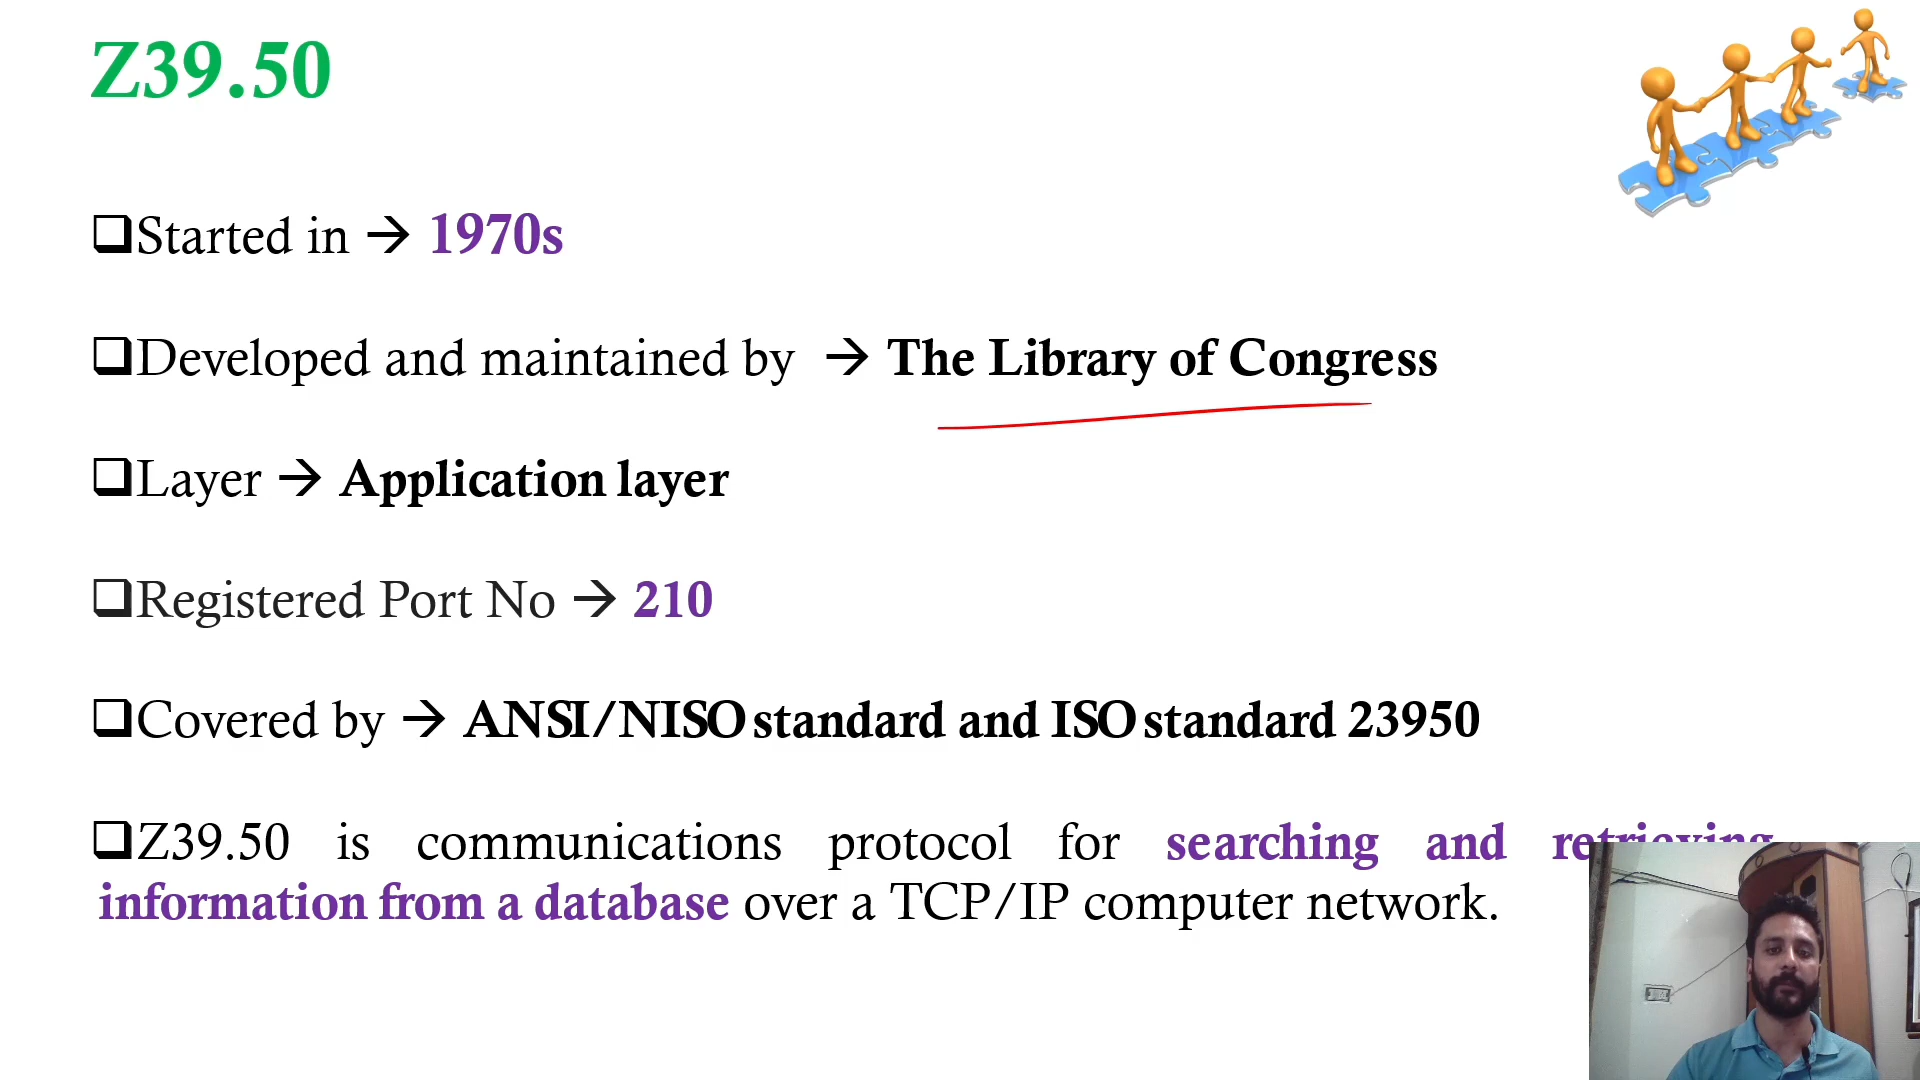 Z39.50
❑Started in → 1970s
❑Developed and maintained by → The Library of Congress
❑Layer → Application layer
❑Registered Port No → 210
❑Covered by → ANSI/NISO standard and ISO standard 23950
❑Z39.50 is communications protocol for searching and retrieving
information from a database over a TCP/IP computer network.